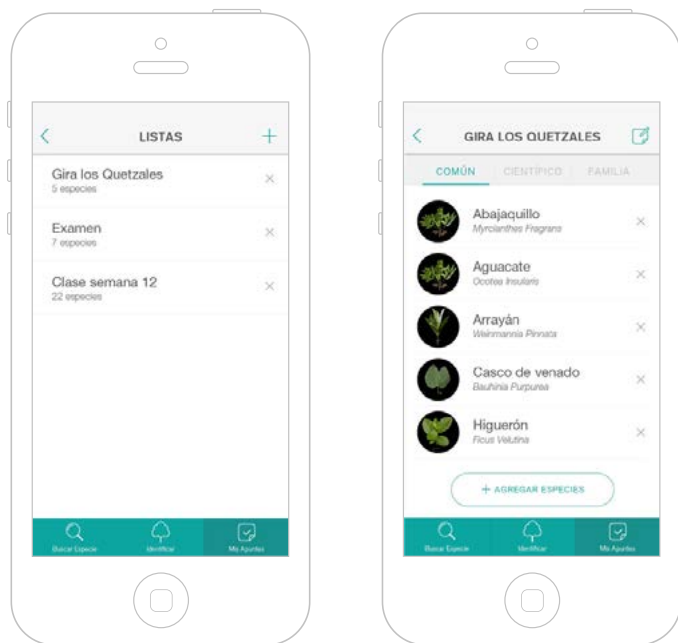 LISTAS
Gira los Quetzales
5 especies
Examen
7 especies
Clase semana 12
22 especies
Buscar Especie
Identificar
Mis Apuntes
GIRA LOS QUETZALES
COMÚN
CIENTÍFICO
FAMILIA
Abajaquillo
Myrcianthes Fragrans
Aguacate
Ocotea Insularis
Arrayán
Weinmannia Pinnata
Casco de venado
Bauhinia Purpurea
Higuerón
Ficus Velutina
+ AGREGAR ESPECIES
Buscar Especie
Identificar
Mis Apuntes